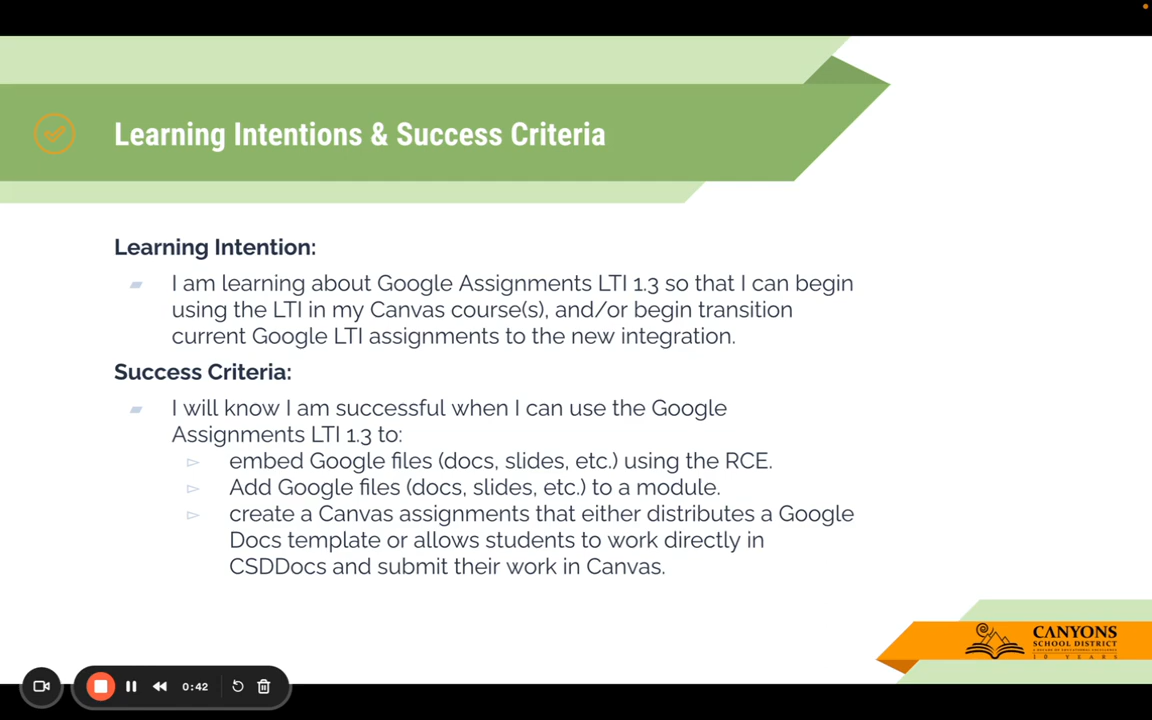 Learning Intentions & Success Criteria
Learning Intention:
I am learning about Google Assignments LTI 1.3 so that I can begin
using the LTI in my Canvas course(s), and/or begin transition
current Google LTI assignments to the new integration.
Success Criteria:
I will know I am successful when I can use the Google
Assignments LTI 1.3 to:
embed Google files (docs, slides, etc.) using the RCE.
Add Google files (docs, slides, etc.) to a module.
create a Canvas assignments that either distributes a Google
Docs template or allows students to work directly in
CSDDocs and submit their work in Canvas.
CANYONS
SCHOOL DISTRICT
10 YEARS
0:42